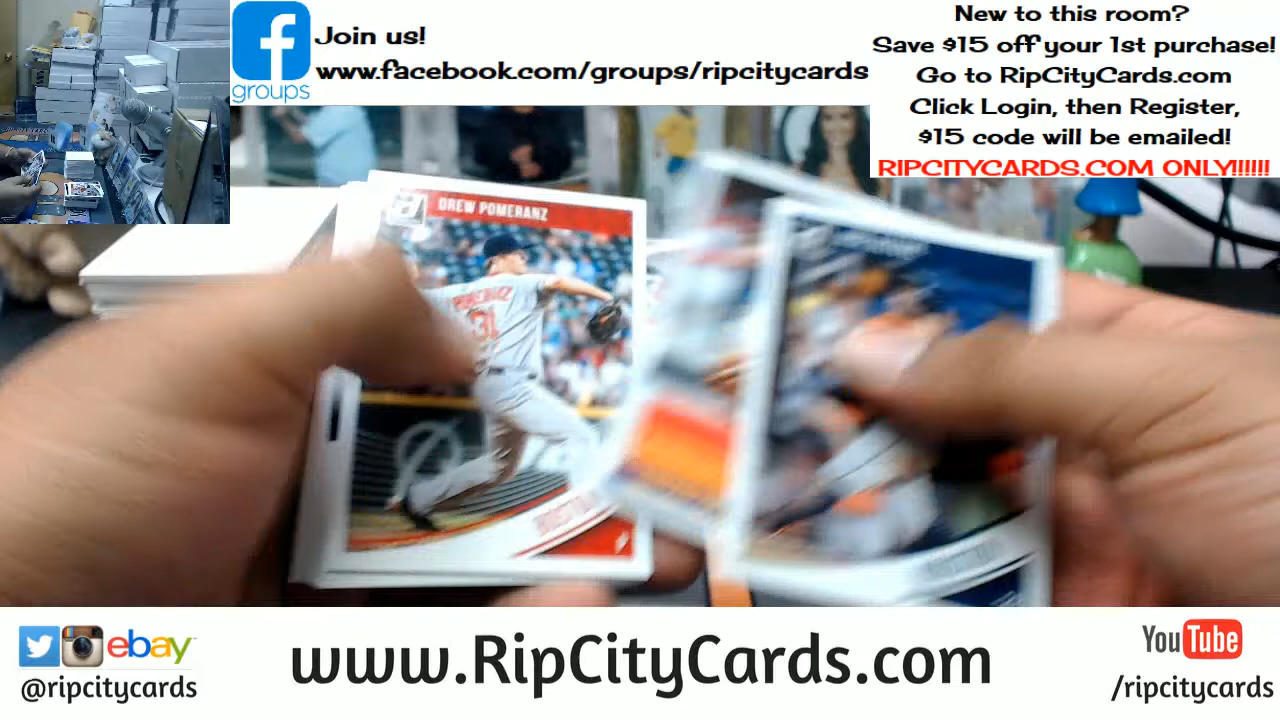 Join us!
www.facebook.com/groups/ripcitycards
groups
New to this room?
Save $15 off your 1st purchase!
Go to RipCityCards.com
Click Login, then Register,
$15 code will be emailed!
RIPCITYCARDS.COM ONLY!!!!!!
DREW POMERANZ
31
BOSTON
ebay
@ripcitycards
www.RipCityCards.com
YouTube
/ripcitycards